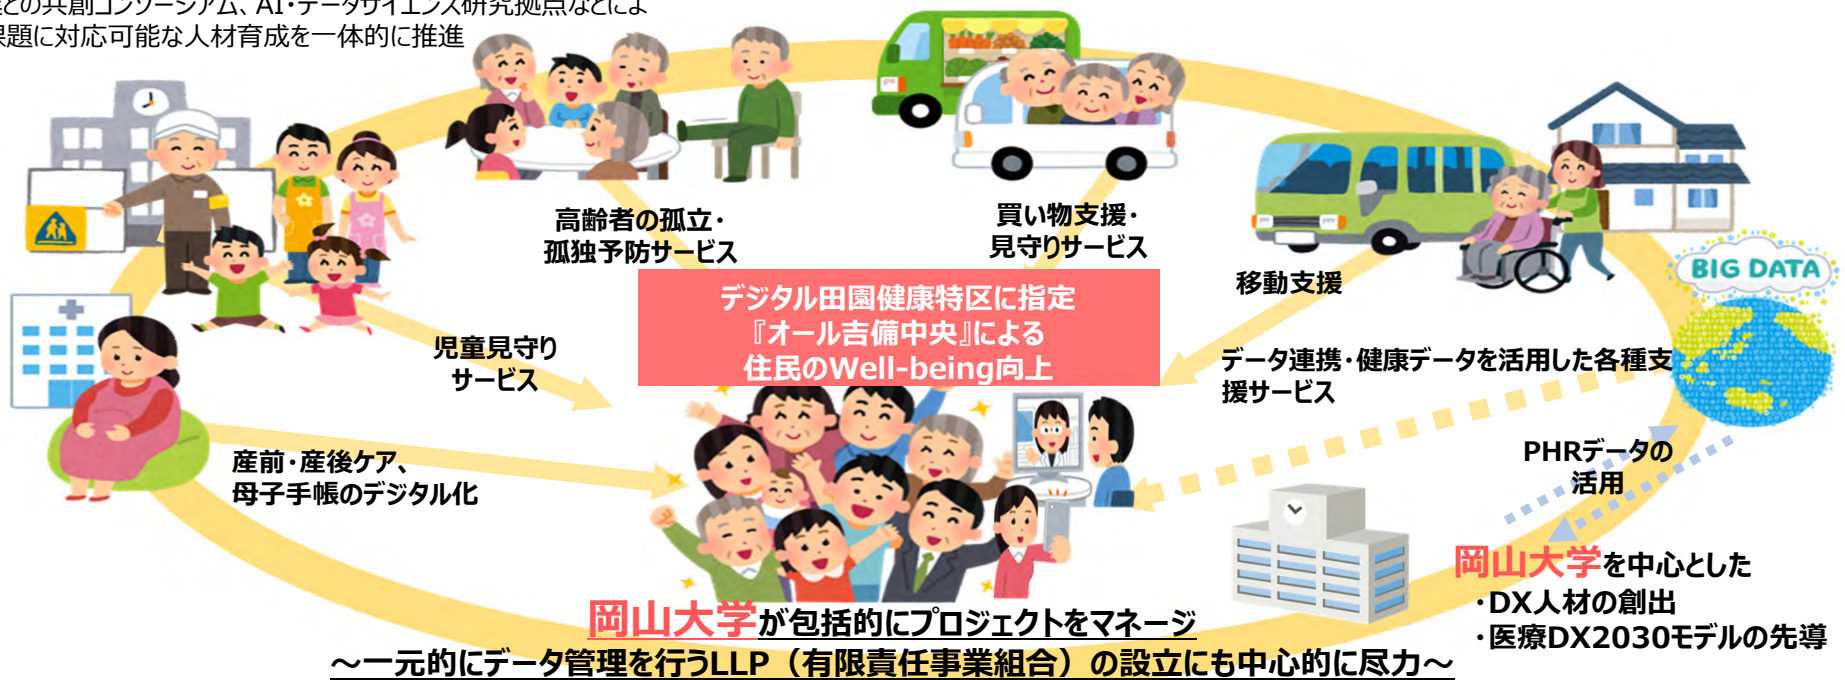 との共創コンソーシアム、AI・データサイエンス研究拠点などによ
課題に対応可能な人材育成を一体的に推進
高齢者の孤立・
孤独予防サービス
買い物支援・
見守りサービス
移動支援
BIG DATA
デジタル田園健康特区に指定
『オール吉備中央』による
住民のWell-being向上
児童見守り
サービス
データ連携・健康データを活用した各種支
援サービス
産前・産後ケア、
母子手帳のデジタル化
PHRデータの
活用
岡山大学を中心とした
・DX人材の創出
・医療DX2030モデルの先導
岡山大学が包括的にプロジェクトをマネージ
～一元的にデータ管理を行うLLP（有限責任事業組合）の設立にも中心的に尽力～